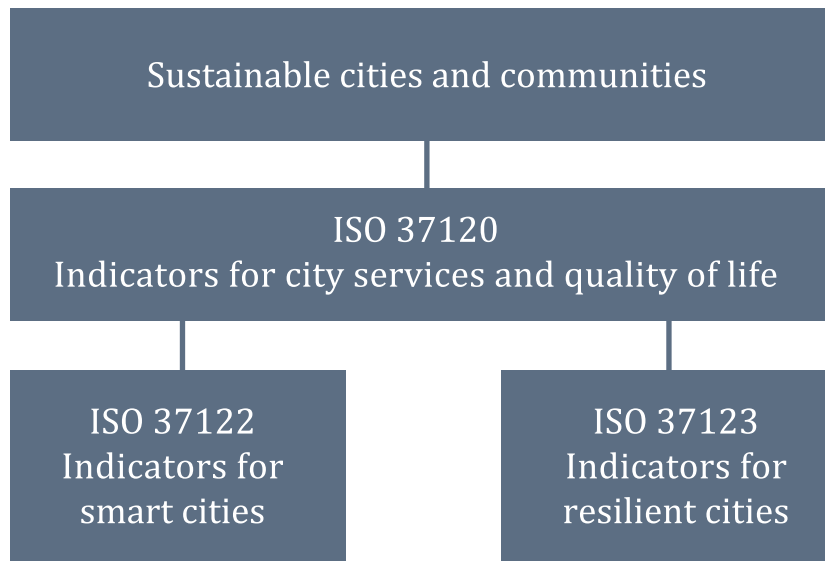 Sustainable cities and communities
ISO 37120
Indicators for city services and quality of life
ISO 37122
Indicators for
smart cities
ISO 37123
Indicators for
resilient cities